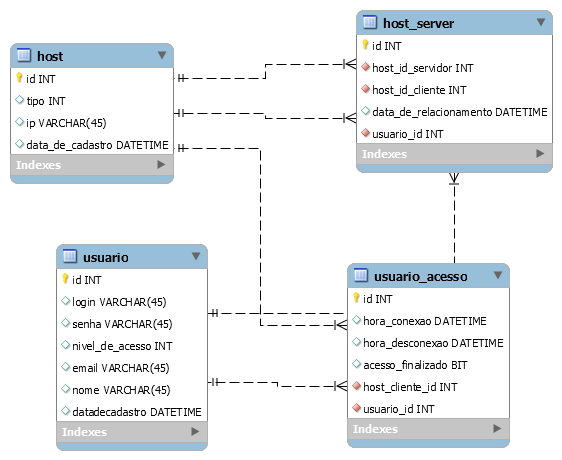 host
id INT
tipo INT
ip VARCHAR(45)
data_de_cadastro DATETIME
Indexes
host_server
id INT
host_id_servidor INT
host_id_cliente INT
data_de_relacionamento DATETIME
usuario_id INT
Indexes
usuario
id INT
login VARCHAR(45)
senha VARCHAR(45)
nivel_de_acesso INT
email VARCHAR(45)
nome VARCHAR(45)
datadecadastro DATETIME
Indexes
usuario_acesso
id INT
hora_conexao DATETIME
hora_desconexao DATETIME
acesso_finalizado BIT
host_cliente_id INT
usuario_id INT
Indexes